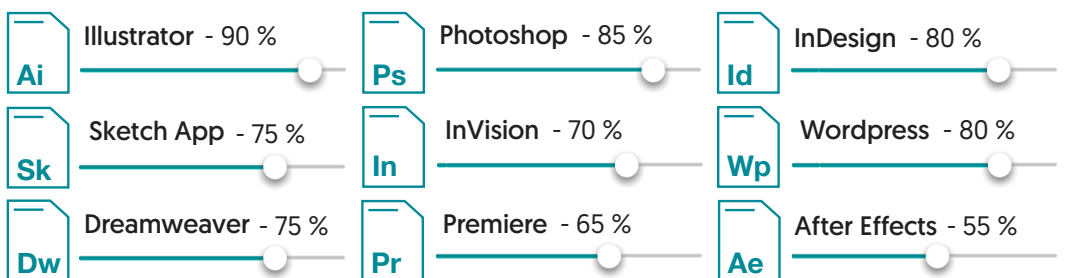 Illustrator - 90 %
Ai
Photoshop - 85 %
Ps
InDesign - 80 %
Id
Sketch App - 75 %
Sk
InVision - 70 %
In
Wordpress - 80 %
Wp
Dreamweaver - 75 %
Dw
Premiere - 65 %
Pr
After Effects - 55 %
Ae